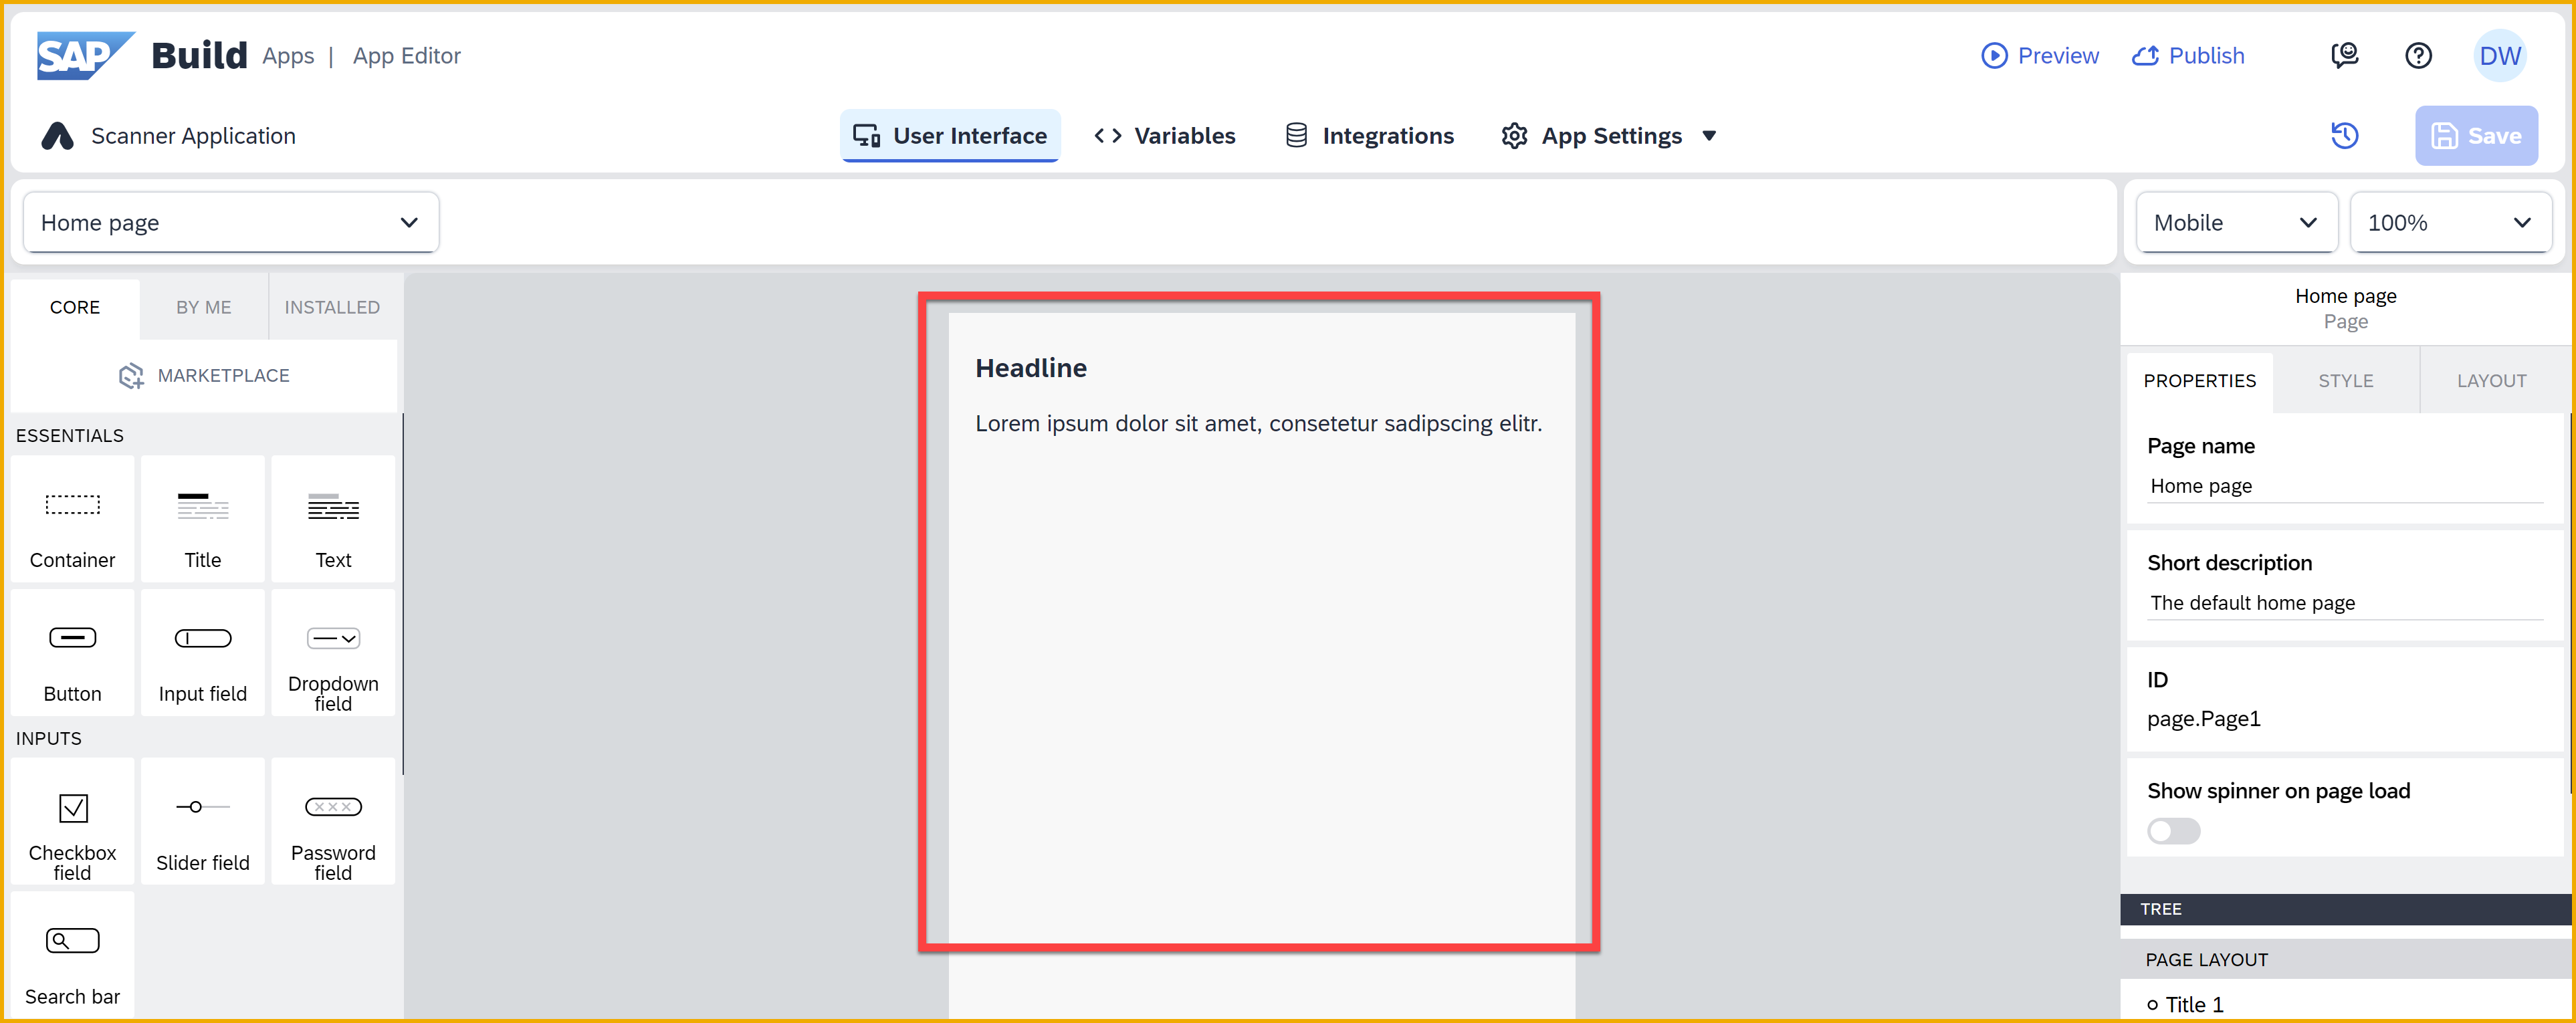 SAP Build Apps | App Editor
Preview
Publish
DW
Scanner Application
User Interface
Variables
Integrations
App Settings
Save
Home page
Mobile
100%
CORE
BY ME
INSTALLED
MARKETPLACE
ESSENTIALS
Container
Title
Text
Button
Input field
Dropdown
field
INPUTS
Checkbox
field
Slider field
Password
field
Search bar
Headline
Lorem ipsum dolor sit amet, consetetur sadipscing elitr.
Home page
Page
PROPERTIES
STYLE
LAYOUT
Page name
Home page
Short description
The default home page
ID
page.Page1
Show spinner on page load
TREE
PAGE LAYOUT
Title 1